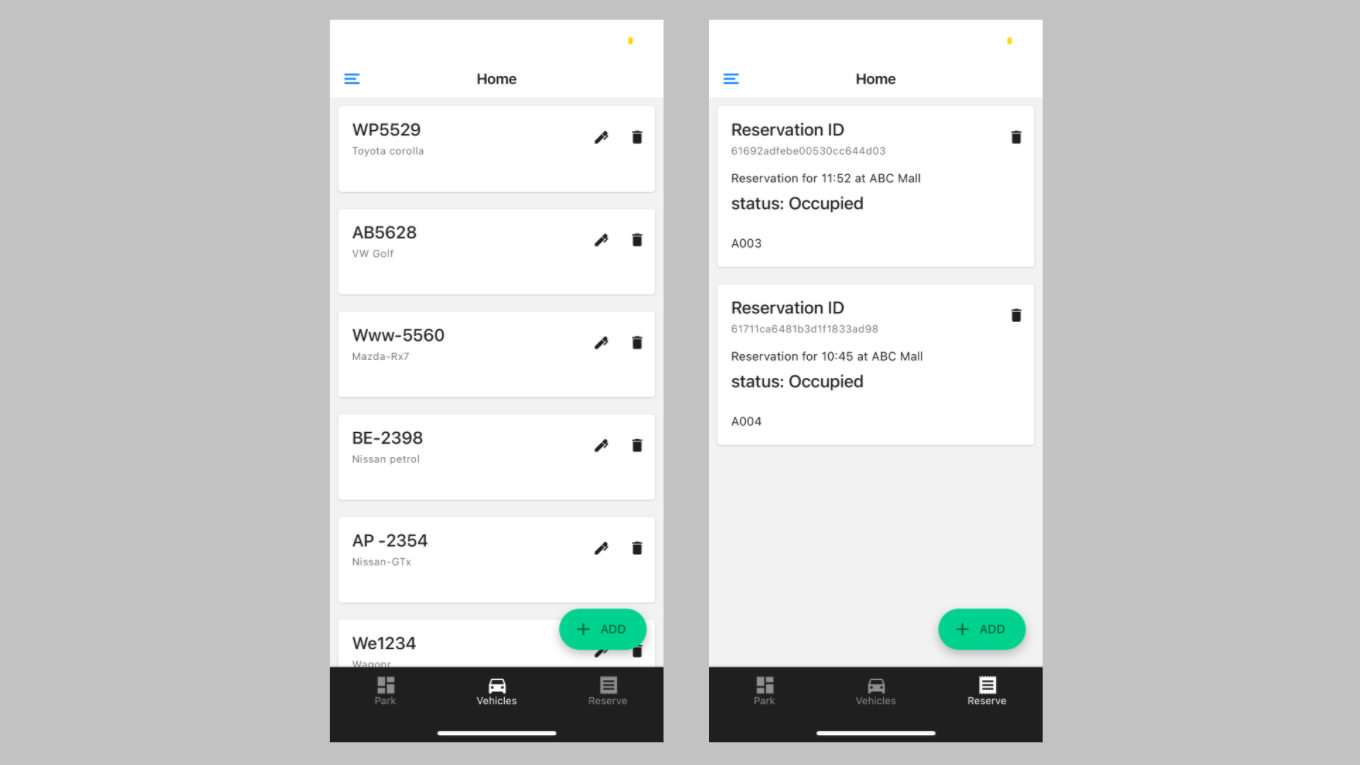 Home
WP5529
Toyota corolla
AB5628
VW Golf
Www-5560
Mazda-Rx7
BE-2398
Nissan petrol
AP -2354
Nissan-GTx
We1234
Wagonr
+ ADD
Park
Vehicles
Reserve
Home
Reservation ID
61692adfebe00530cc644d03
Reservation for 11:52 at ABC Mall
status: Occupied
A003
Reservation ID
61711ca6481b3d1f1833ad98
Reservation for 10:45 at ABC Mall
status: Occupied
A004
+ ADD
Park
Vehicles
Reserve